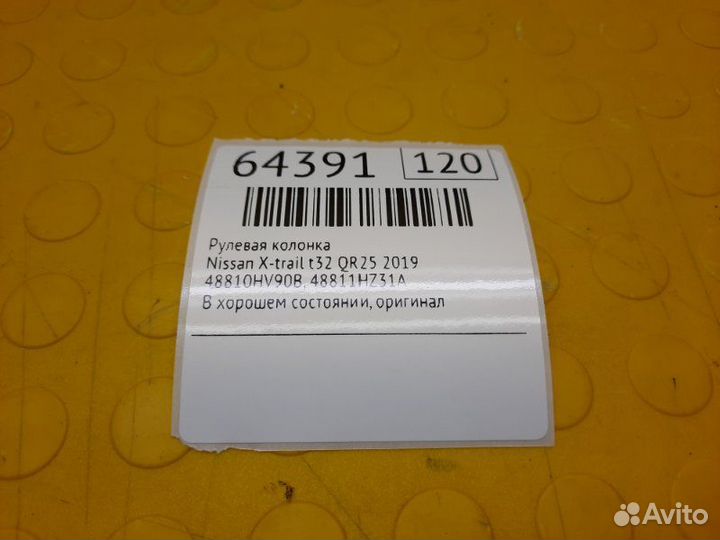 64391 120
Рулевая колонка
Nissan X-trail t32 QR25 2019
48810HV90B, 48811HZ31A
В хорошем состоянии, оригинал
Avito